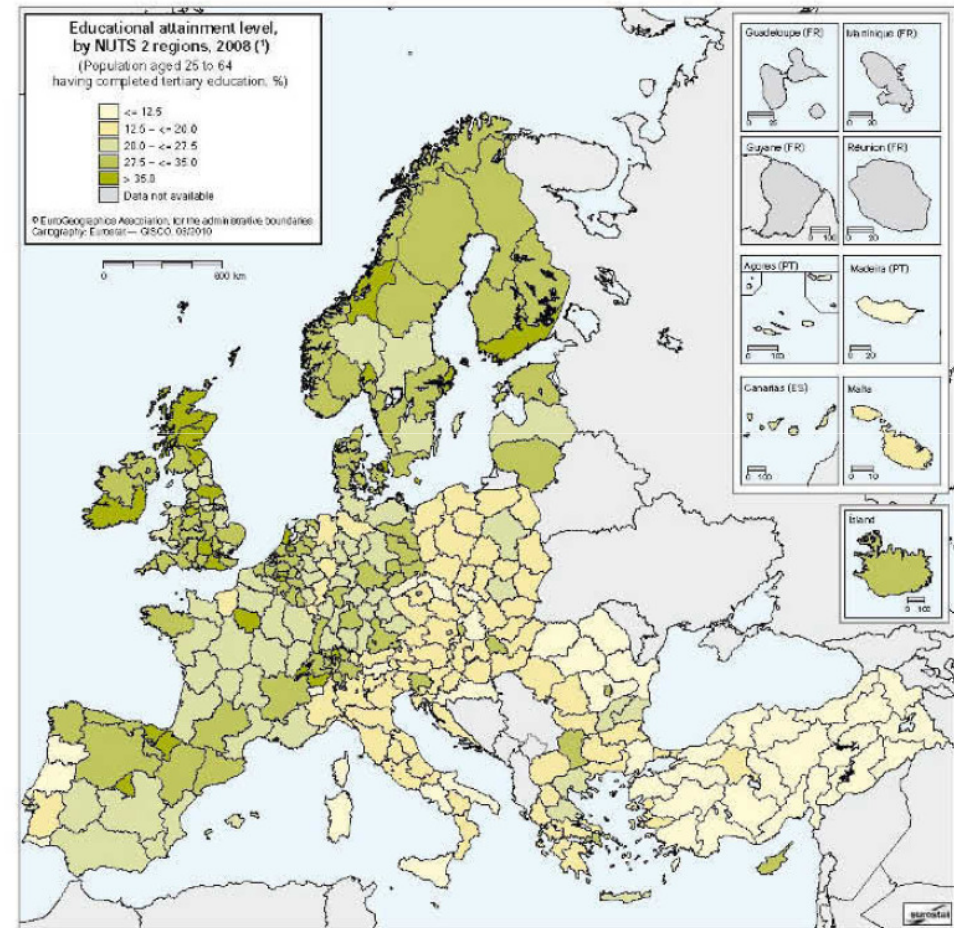 Educational attainment level,
by NUTS 2 regions, 2008 (¹)
(Population aged 25 to 64
having completed tertiary education, %)
<= 12.5
12.5 – <= 20.0
20.0 – <= 27.5
27.5 – <= 35.0
> 35.0
Data not available
© EuroGeographics Association, for the administrative boundaries
Cartography: Eurostat — GISCO, 03/2010
0 600 km
Guadeloupe (FR)
0 25
Martinique (FR)
0 20
Guyane (FR)
0 100
Réunion (FR)
0 20
Açores (PT)
0 100
Madeira (PT)
0 20
Canarias (ES)
0 100
Malta
0 10
Ísland
0 100
eurostat